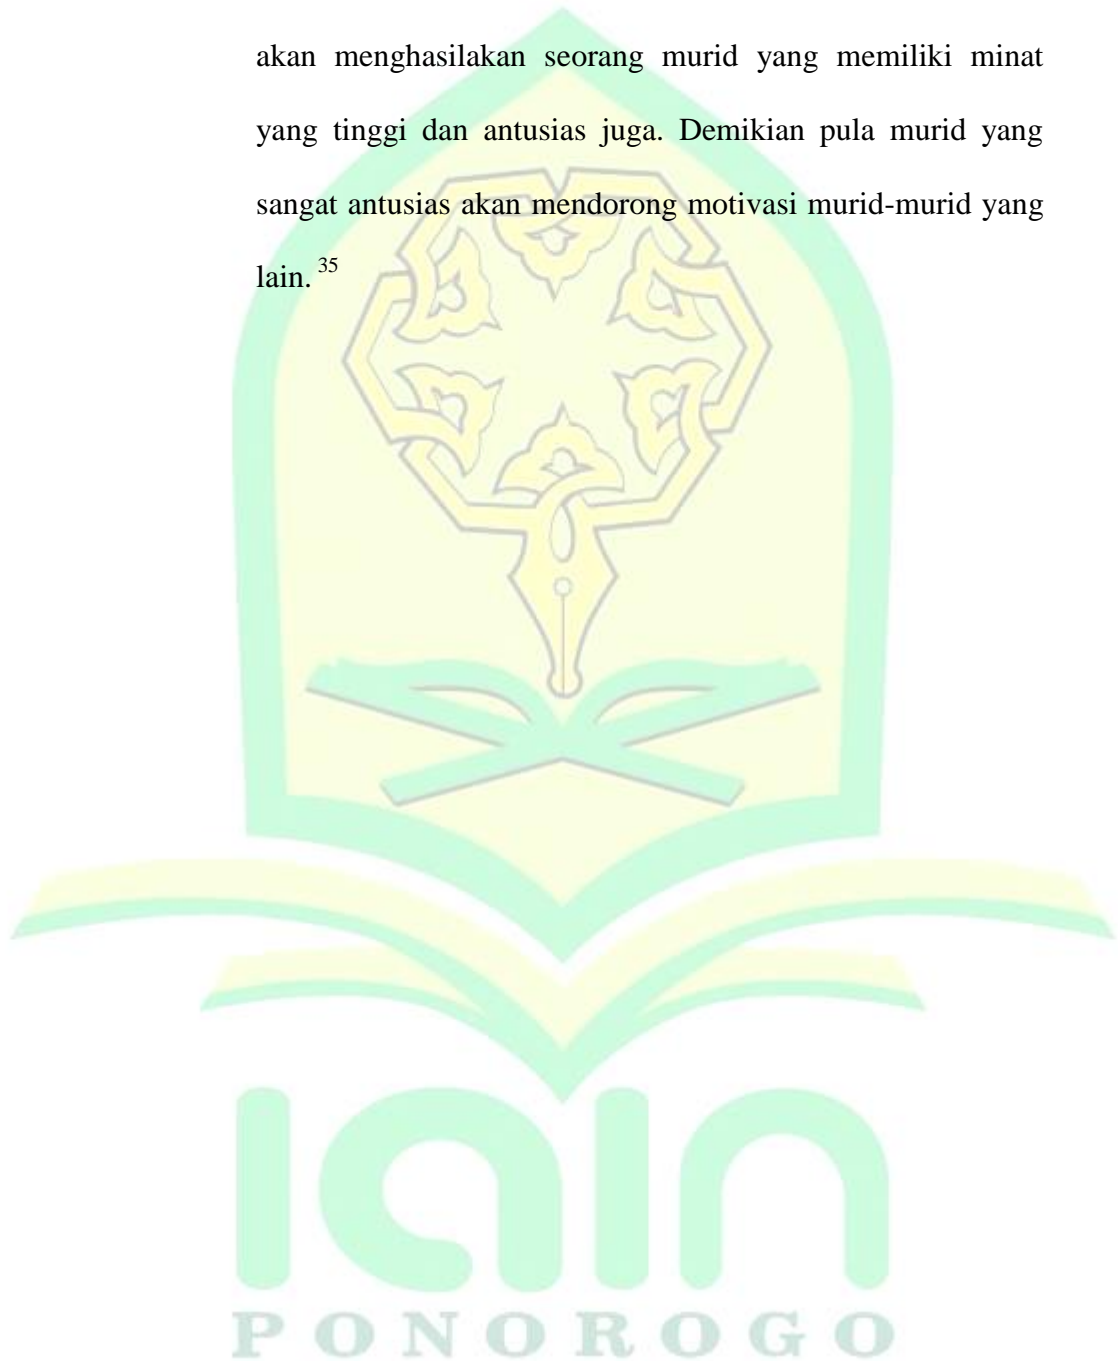 akan menghasilakan seorang murid yang memiliki minat
yang tinggi dan antusias juga. Demikian pula murid yang
sangat antusias akan mendorong motivasi murid-murid yang
lain. 35
iain
PONOROGO